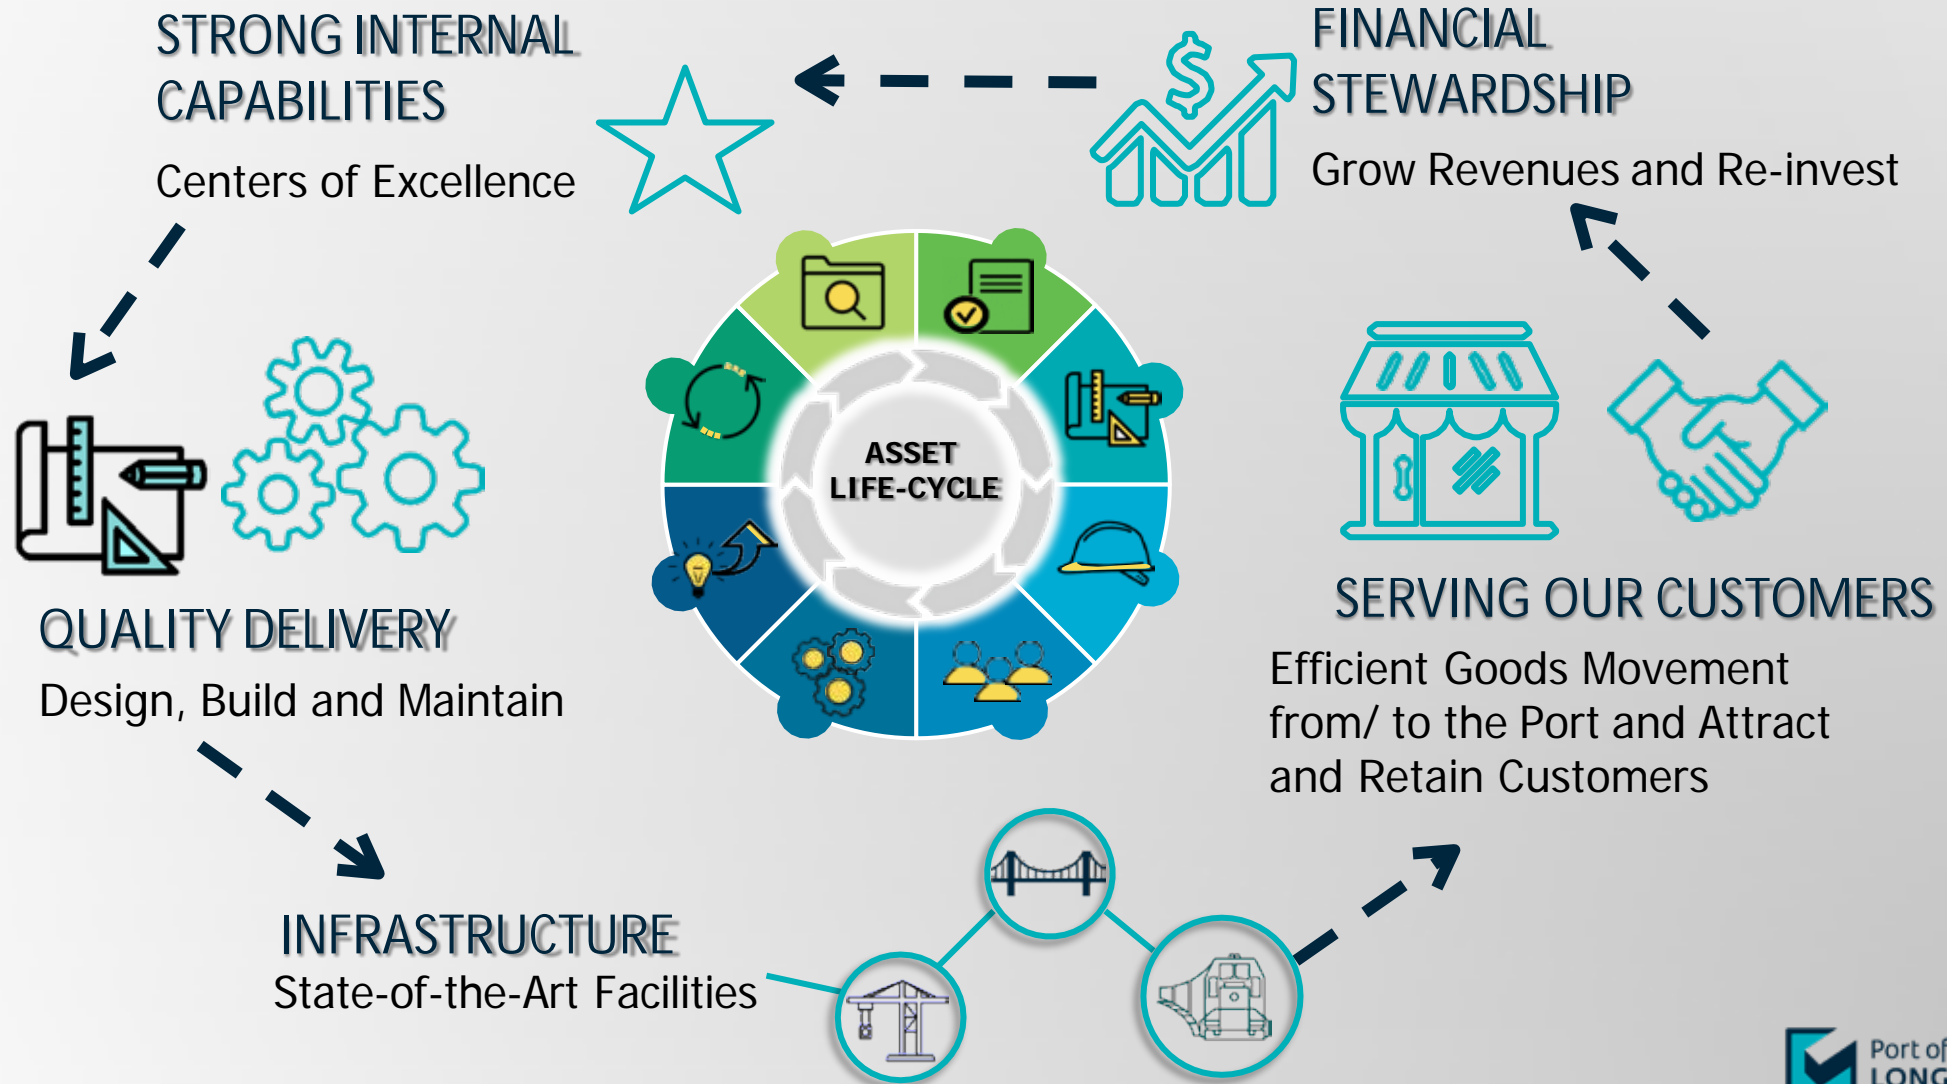 STRONG INTERNAL
CAPABILITIES
Centers of Excellence
FINANCIAL
STEWARDSHIP
Grow Revenues and Re-invest
ASSET
LIFE-CYCLE
QUALITY DELIVERY
Design, Build and Maintain
SERVING OUR CUSTOMERS
Efficient Goods Movement
from/ to the Port and Attract
and Retain Customers
INFRASTRUCTURE
State-of-the-Art Facilities
Port of
LONG